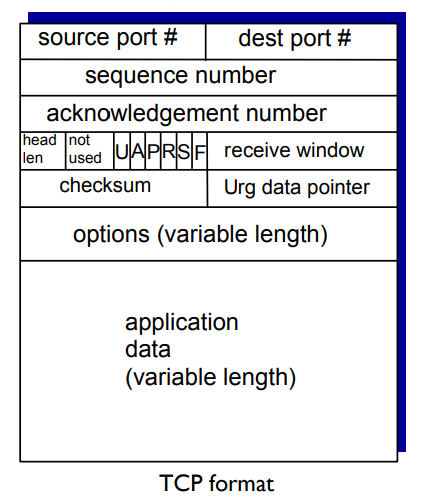 source port # dest port #
sequence number
acknowledgement number
head
len
not
used
U A P R S F
receive window
checksum Urg data pointer
options (variable length)
application
data
(variable length)
TCP format